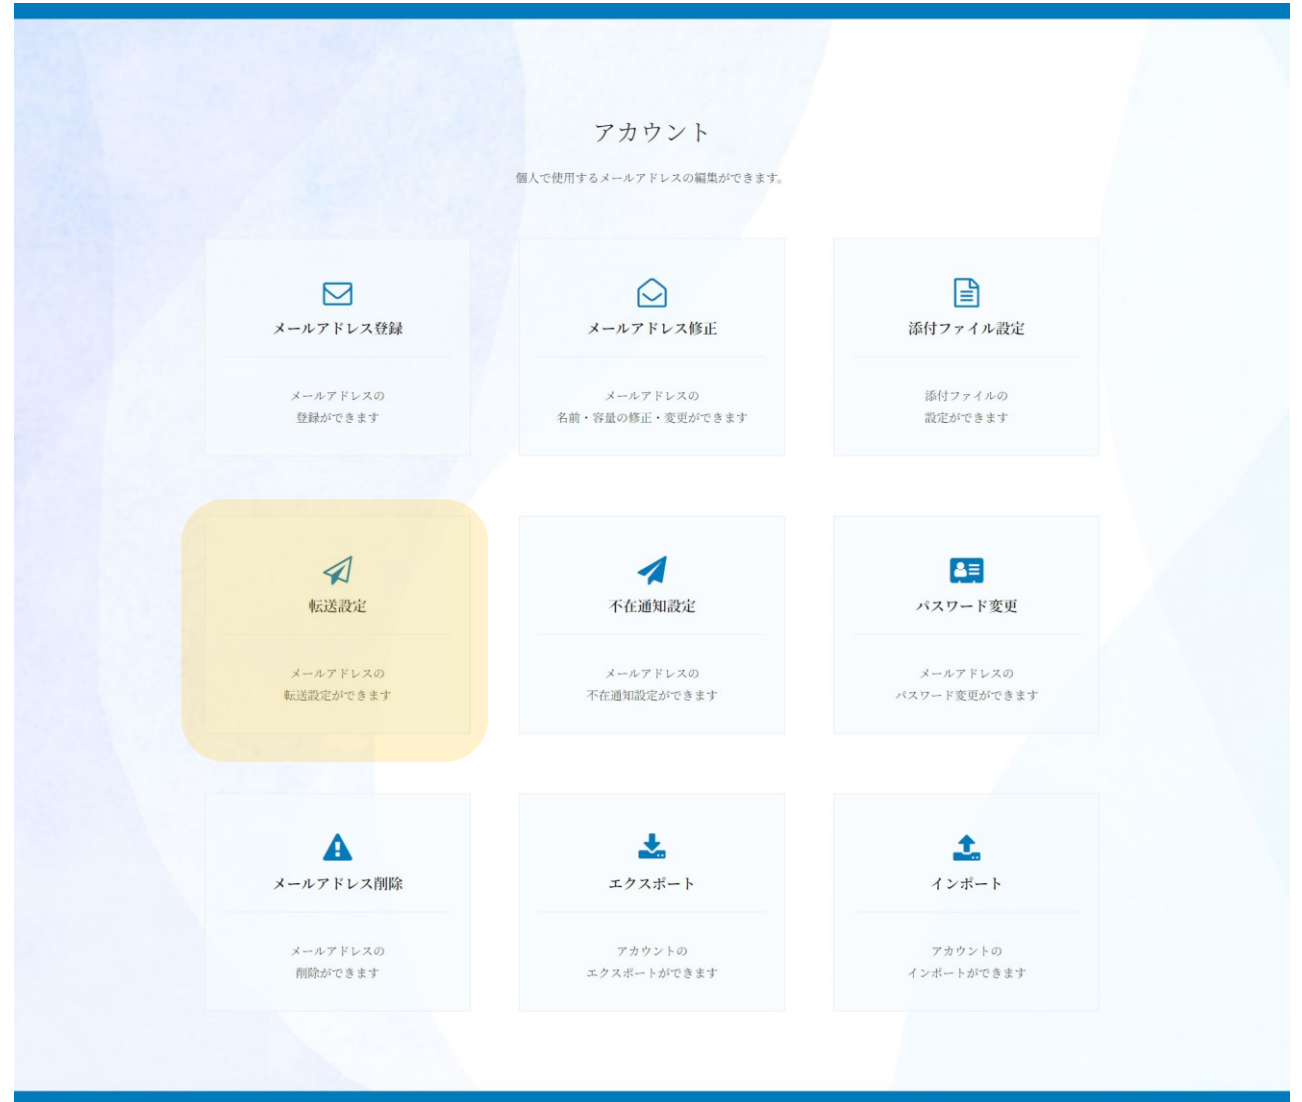 アカウント
個人で使用するメールアドレスの編集ができます。
メールアドレス登録
メールアドレスの
登録ができます
メールアドレス修正
メールアドレスの
名前・容量の修正・変更ができます
添付ファイル設定
添付ファイルの
設定ができます
転送設定
メールアドレスの
転送設定ができます
不在通知設定
メールアドレスの
不在通知設定ができます
パスワード変更
メールアドレスの
パスワード変更ができます
メールアドレス削除
メールアドレスの
削除ができます
エクスポート
アカウントの
エクスポートができます
インポート
アカウントの
インポートができます